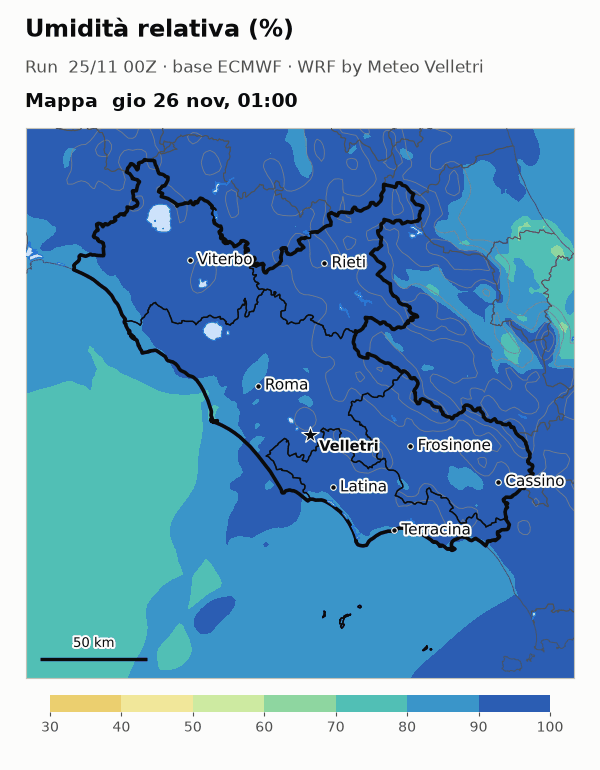 Umidità relativa (%)
Run  25/11 00Z · base ECMWF · WRF by Meteo Velletri
Mappa  gio 26 nov, 01:00
Viterbo
Rieti
Roma
Velletri
Frosinone
Cassino
Latina
Terracina
50 km
30 40 50 60 70 80 90 100